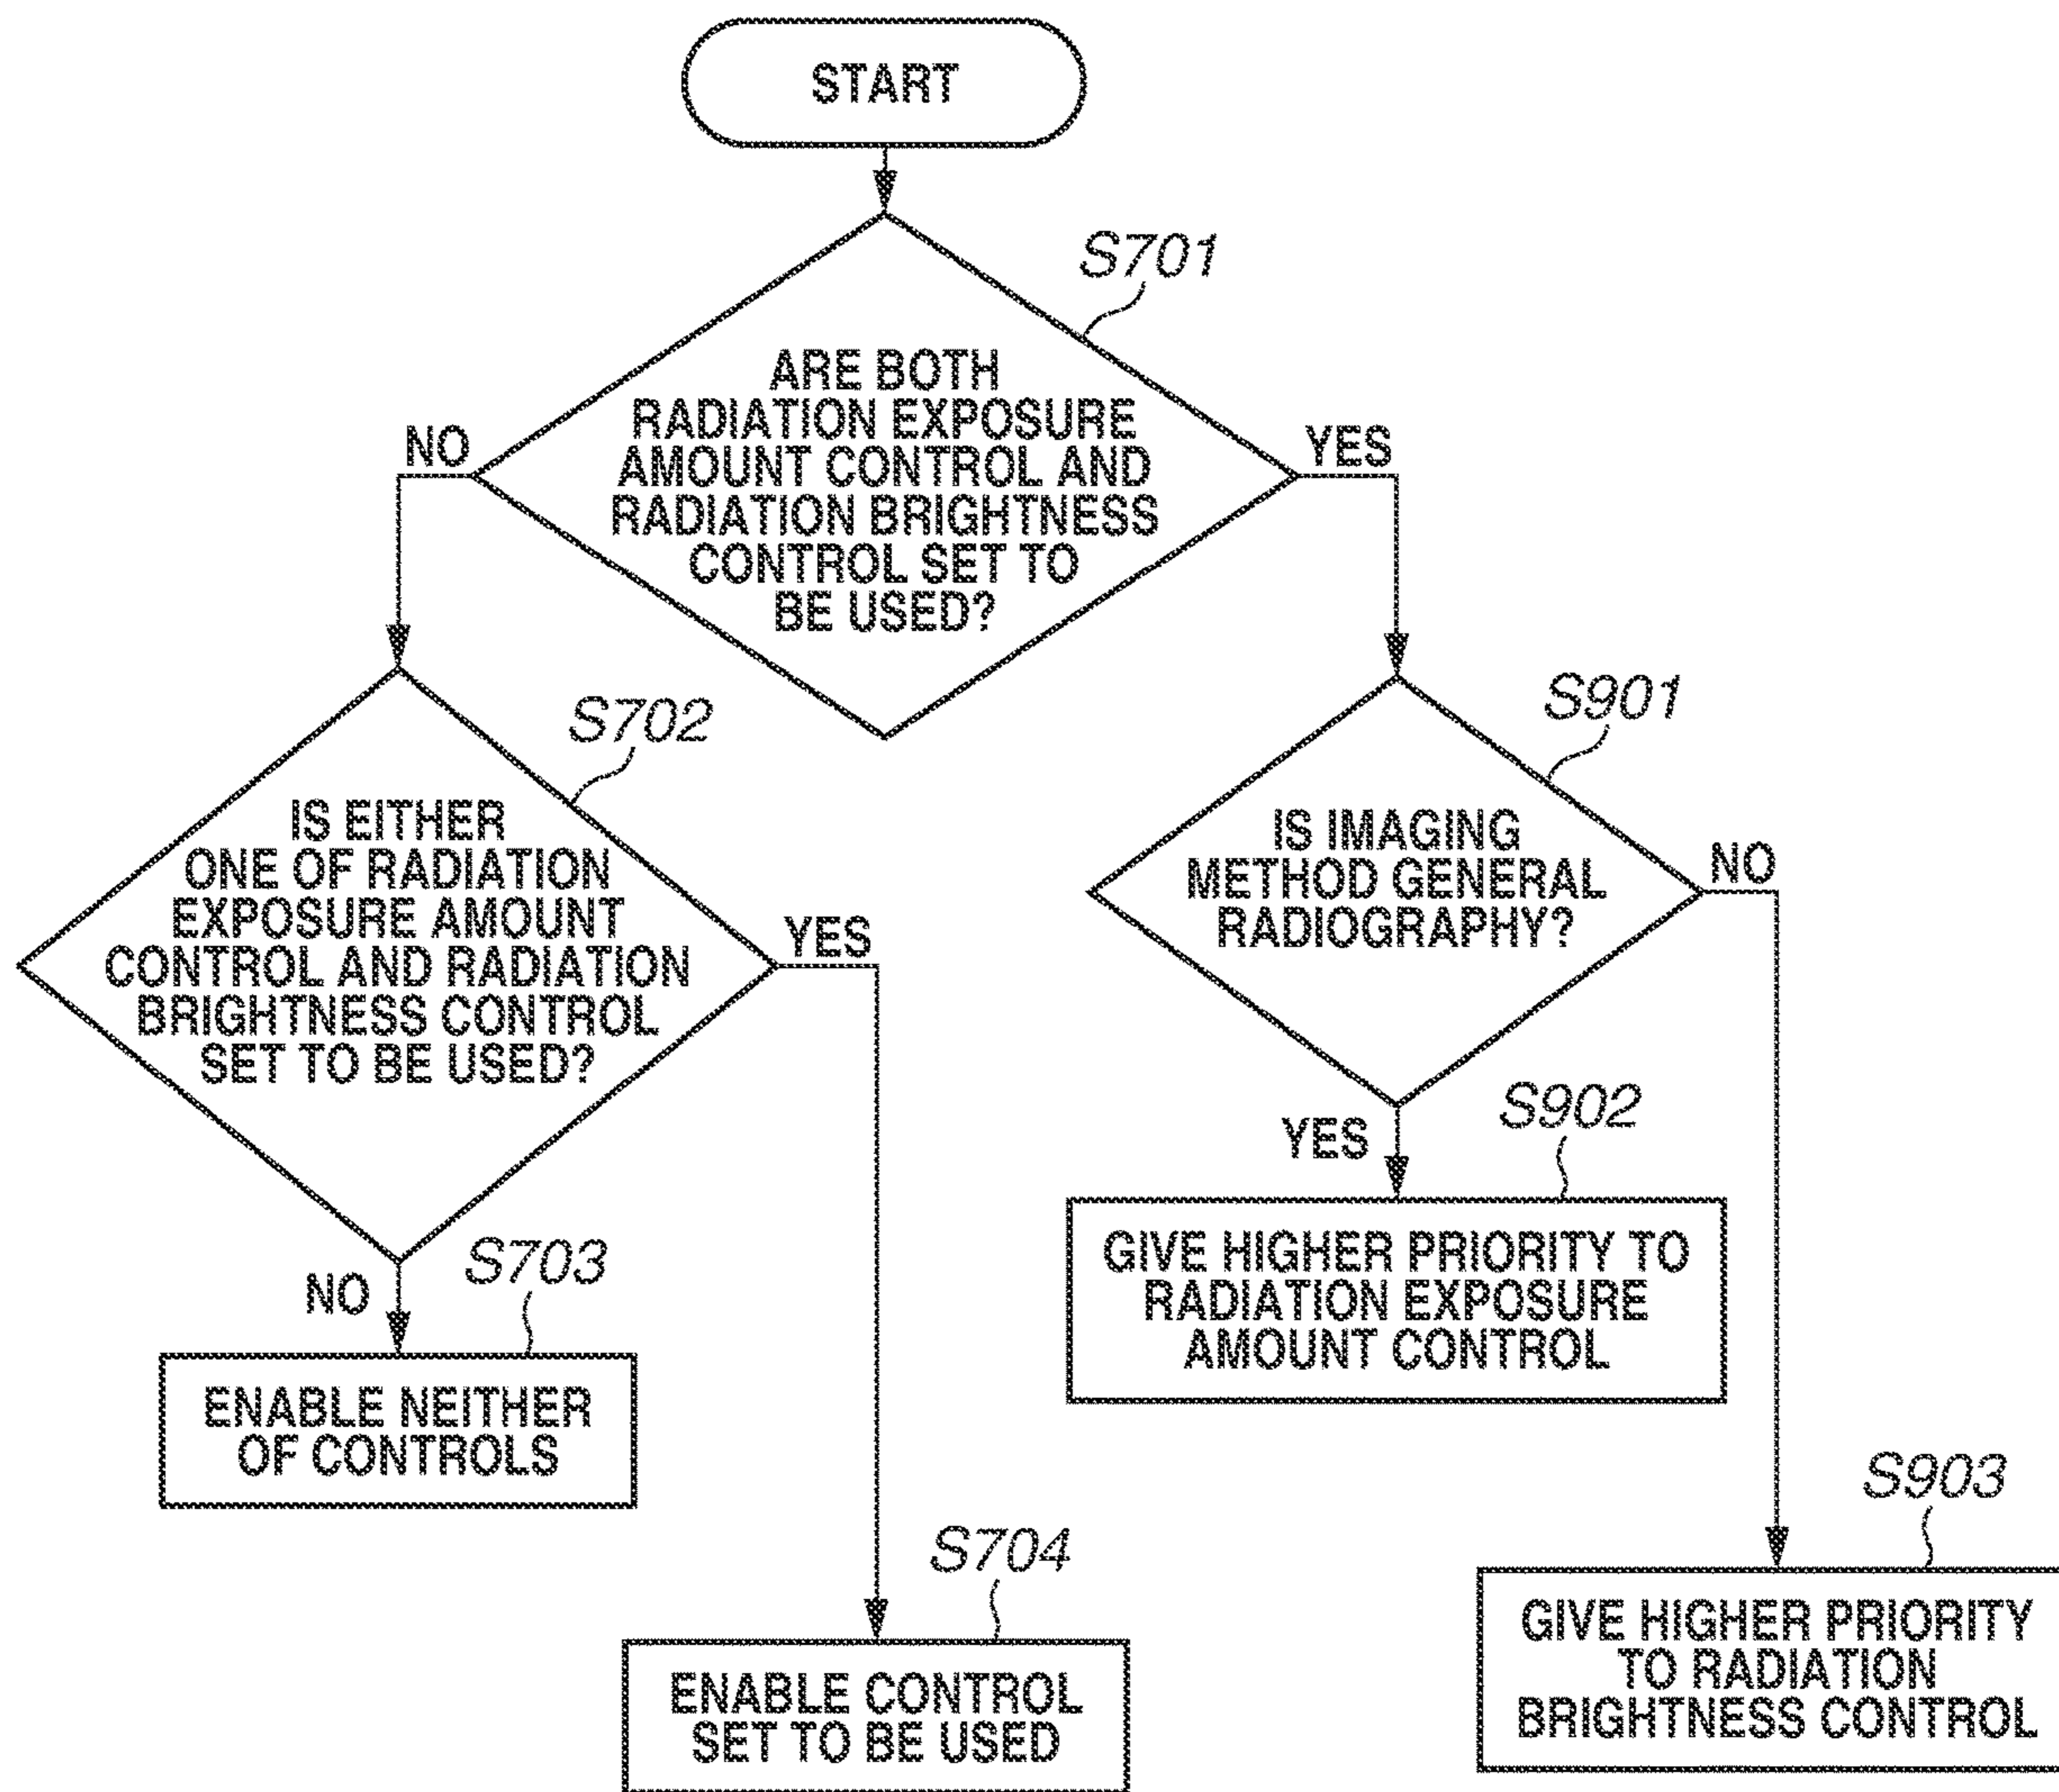 START
S701
ARE BOTH
RADIATION EXPOSURE
AMOUNT CONTROL AND
RADIATION BRIGHTNESS
CONTROL SET TO
BE USED?
NO
YES
S702
IS EITHER
ONE OF RADIATION
EXPOSURE AMOUNT
CONTROL AND RADIATION
BRIGHTNESS CONTROL
SET TO BE USED?
YES
NO
S901
IS IMAGING
METHOD GENERAL
RADIOGRAPHY?
NO
YES
S703
ENABLE NEITHER
OF CONTROLS
S902
GIVE HIGHER PRIORITY TO
RADIATION EXPOSURE
AMOUNT CONTROL
S704
ENABLE CONTROL
SET TO BE USED
S903
GIVE HIGHER PRIORITY
TO RADIATION
BRIGHTNESS CONTROL